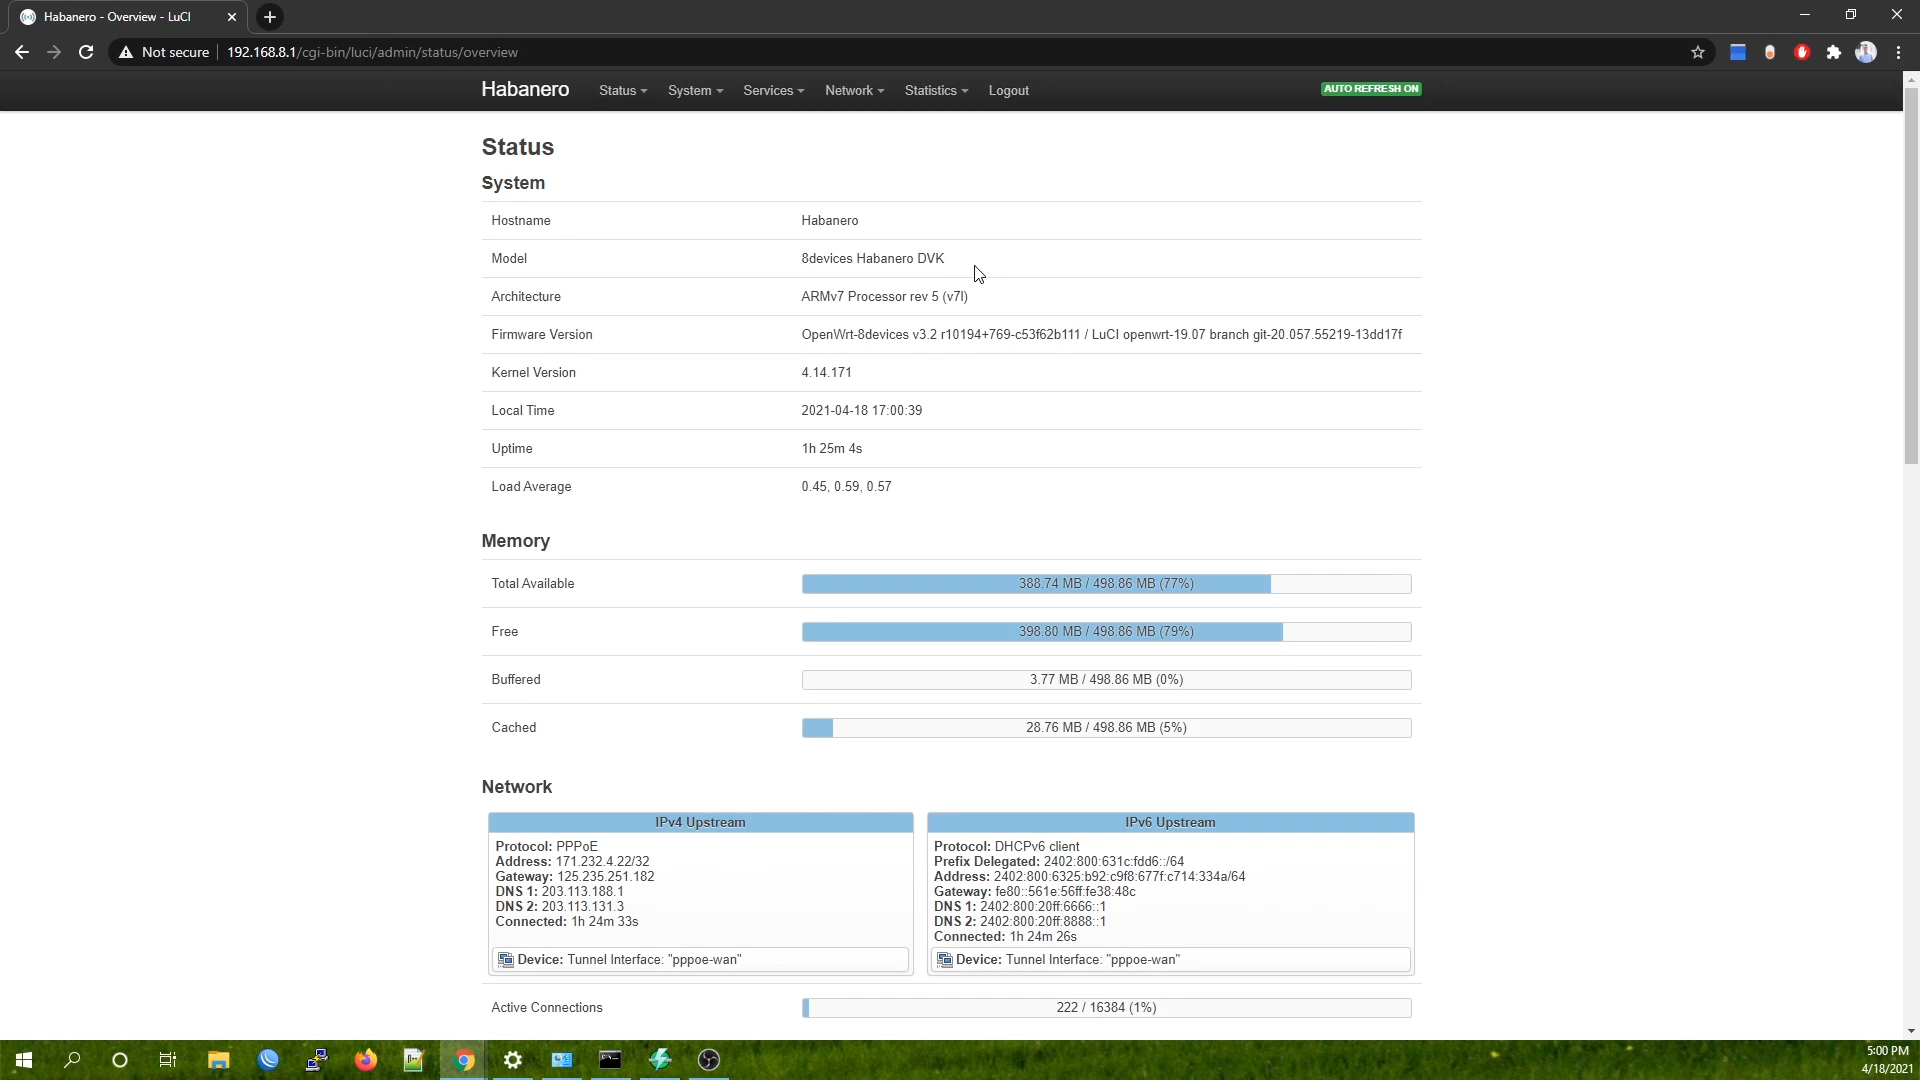 Habanero - Overview - LuCI
Not secure 192.168.8.1/cgi-bin/luci/admin/status/overview
Habanero Status System Services Network Statistics Logout AUTO REFRESH ON
Status
System
Hostname Habanero
Model 8devices Habanero DVK
Architecture ARMv7 Processor rev 5 (v7l)
Firmware Version OpenWrt-8devices v3.2 r10194+769-c53f62b111 / LuCI openwrt-19.07 branch git-20.057.55219-13dd17f
Kernel Version 4.14.171
Local Time 2021-04-18 17:00:39
Uptime 1h 25m 4s
Load Average 0.45, 0.59, 0.57
Memory
Total Available 388.74 MB / 498.86 MB (77%)
Free 398.80 MB / 498.86 MB (79%)
Buffered 3.77 MB / 498.86 MB (0%)
Cached 28.76 MB / 498.86 MB (5%)
Network
IPv4 Upstream
Protocol: PPPoE
Address: 171.232.4.22/32
Gateway: 125.235.251.182
DNS 1: 203.113.188.1
DNS 2: 203.113.131.3
Connected: 1h 24m 33s
Device: Tunnel Interface: "pppoe-wan"
IPv6 Upstream
Protocol: DHCPv6 client
Prefix Delegated: 2402:800:631c:fdd6::/64
Address: 2402:800:6325:b92:c9f8:677f:c714:334a/64
Gateway: fe80::561e:56ff:fe38:48c
DNS 1: 2402:800:20ff:6666::1
DNS 2: 2402:800:20ff:8888::1
Connected: 1h 24m 26s
Device: Tunnel Interface: "pppoe-wan"
Active Connections 222 / 16384 (1%)
5:00 PM
4/18/2021